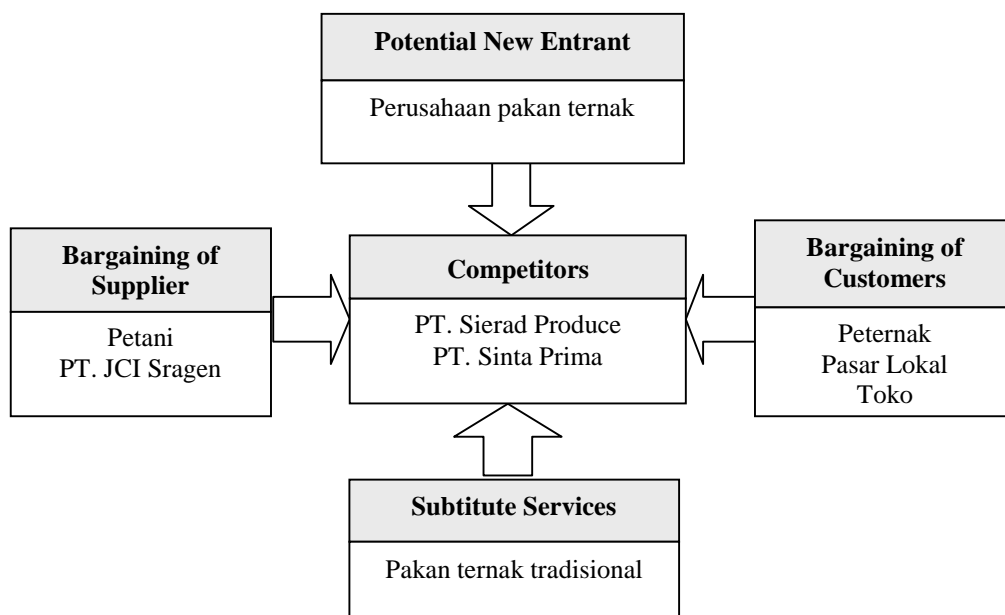 Potential New Entrant
Perusahaan pakan ternak
Bargaining of
Supplier
Petani
PT. JCI Sragen
Competitors
PT. Sierad Produce
PT. Sinta Prima
Bargaining of
Customers
Peternak
Pasar Lokal
Toko
Subtitute Services
Pakan ternak tradisional